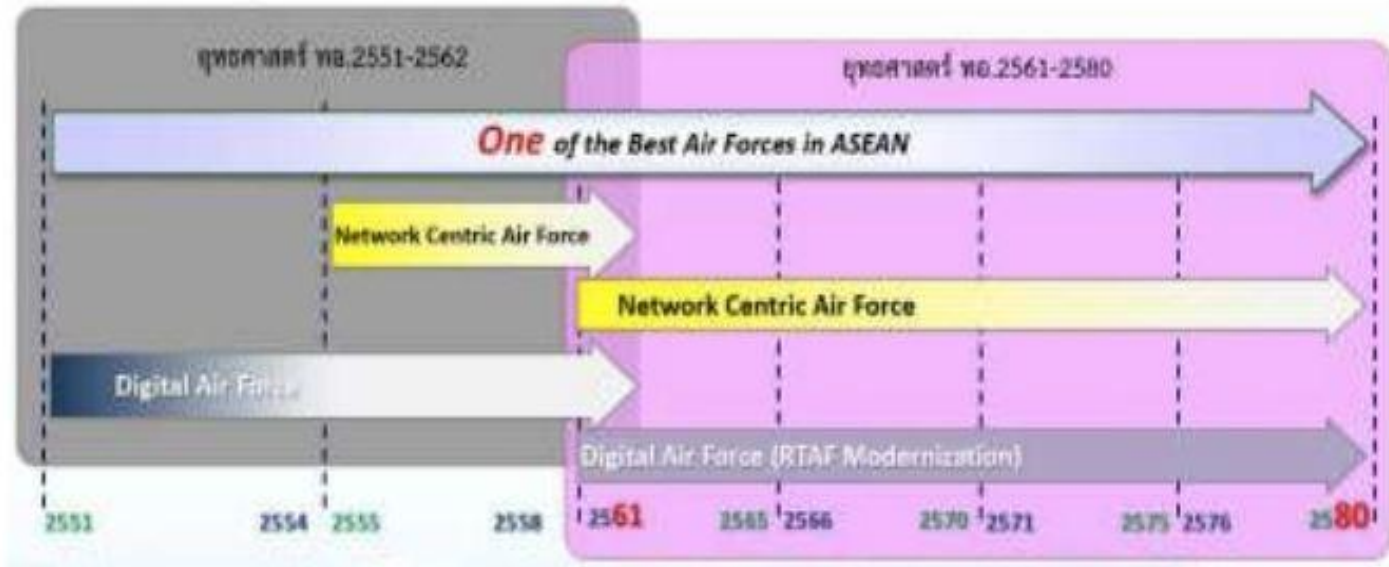 ยุทธศาสตร์ ทอ.2551-2562
ยุทธศาสตร์ ทอ.2561-2580
One of the Best Air Forces in ASEAN
Network Centric Air Force
Network Centric Air Force
Digital Air Force
Digital Air Force (RTAF Modernization)
2551 2554 2555 2558 2561 2565 2566 2570 2571 2575 2576 2580